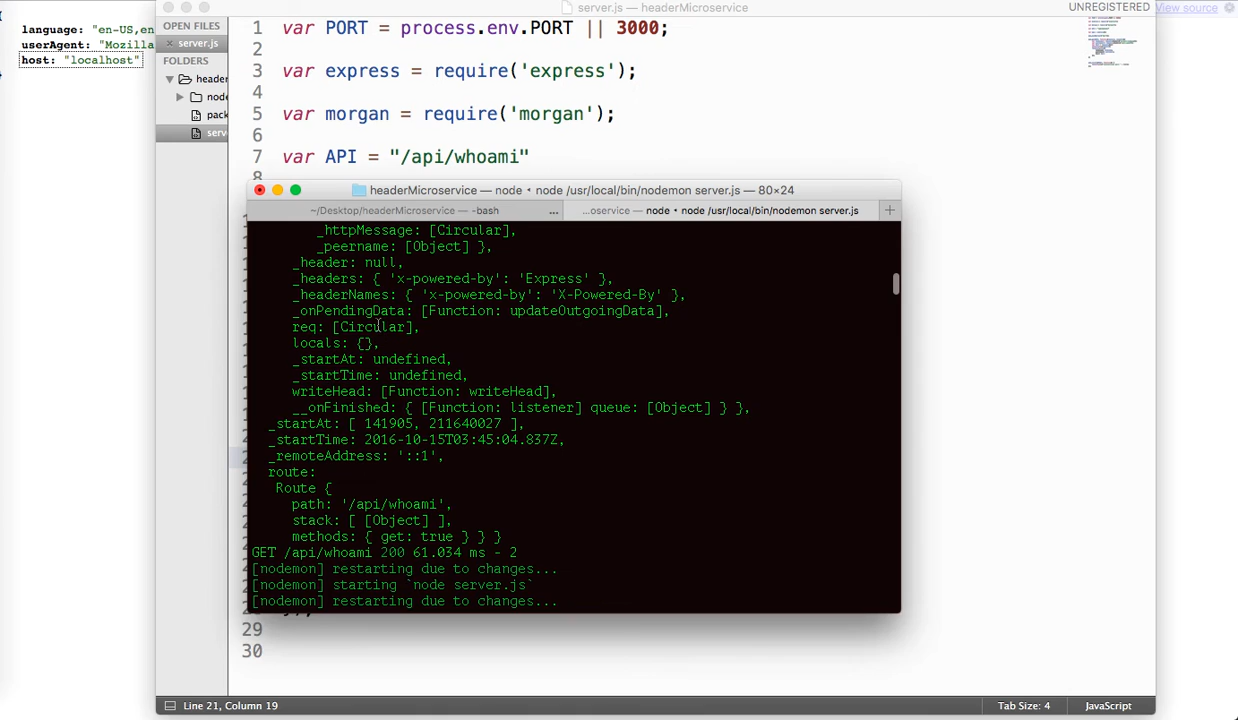 language: "en-US,en
userAgent: "Mozilla
host: "localhost"
server.js — headerMicroservice
UNREGISTERED
View source
OPEN FILES
server.js
FOLDERS
header
node
pack
serve
1 var PORT = process.env.PORT || 3000;
2
3 var express = require('express');
4
5 var morgan = require('morgan');
6
7 var API = "/api/whoami"
8
headerMicroservice — node • node /usr/local/bin/nodemon server.js — 80×24
~/Desktop/headerMicroservice — -bash ...
...oservice — node • node /usr/local/bin/nodemon server.js +
_httpMessage: [Circular],
_peername: [Object] },
_header: null,
_headers: { 'x-powered-by': 'Express' },
_headerNames: { 'x-powered-by': 'X-Powered-By' },
_onPendingData: [Function: updateOutgoingData],
req: [Circular],
locals: {},
_startAt: undefined,
_startTime: undefined,
writeHead: [Function: writeHead],
__onFinished: { [Function: listener] queue: [Object] } },
_startAt: [ 141905, 211640027 ],
_startTime: 2016-10-15T03:45:04.837Z,
_remoteAddress: '::1',
route:
Route {
path: '/api/whoami',
stack: [ [Object] ],
methods: { get: true } } }
GET /api/whoami 200 61.034 ms - 2
[nodemon] restarting due to changes...
[nodemon] starting `node server.js`
[nodemon] restarting due to changes...
29
30
Line 21, Column 19
Tab Size: 4
JavaScript